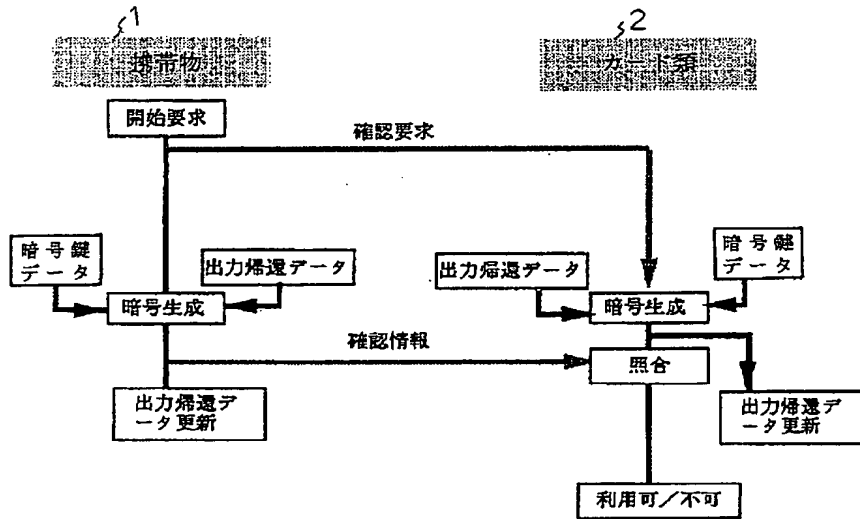 1
2
携帯物
カード類
開始要求
確認要求
暗号鍵
データ
出力帰還データ
暗号生成
出力帰還データ
暗号鍵
データ
暗号生成
確認情報
照合
出力帰還デ
ータ更新
出力帰還デ
ータ更新
利用可/不可